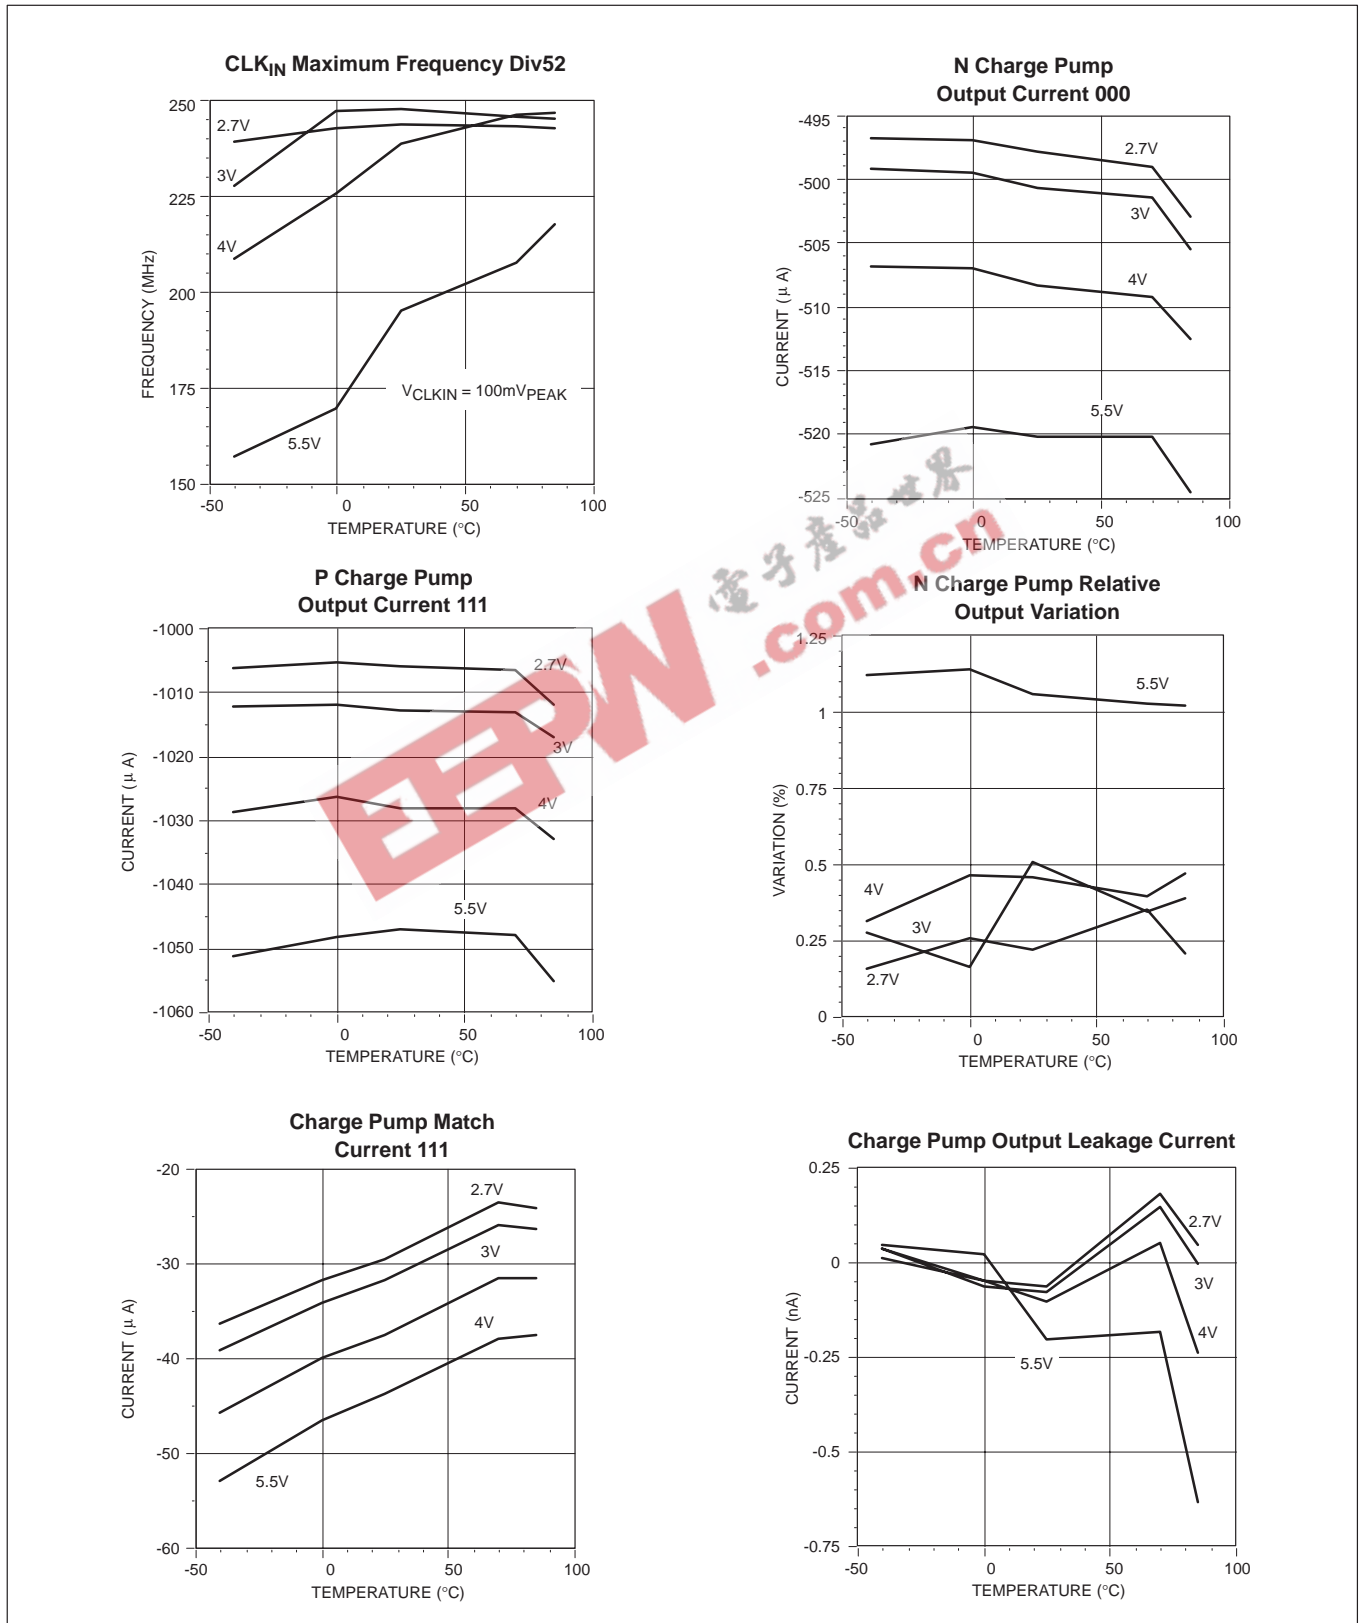 CLKIN Maximum Frequency Div52
250
225
200
175
150
FREQUENCY (MHz)
2.7V
3V
4V
5.5V
VCLKIN = 100mVPEAK
-50
0
50
100
TEMPERATURE (°C)
N Charge Pump
Output Current 000
-495
-500
-505
-510
-515
-520
-525
CURRENT (µ A)
2.7V
3V
4V
5.5V
-50
0
50
100
TEMPERATURE (°C)
P Charge Pump
Output Current 111
-1000
-1010
-1020
-1030
-1040
-1050
-1060
CURRENT (µ A)
2.7V
3V
4V
5.5V
-50
0
50
100
TEMPERATURE (°C)
EEPW
電子產品世界
.com.cn
N Charge Pump Relative
Output Variation
1.25
1
0.75
0.5
0.25
0
VARIATION (%)
5.5V
4V
3V
2.7V
-50
0
50
100
TEMPERATURE (°C)
Charge Pump Match
Current 111
-20
-30
-40
-50
-60
CURRENT (µ A)
2.7V
3V
4V
5.5V
-50
0
50
100
TEMPERATURE (°C)
Charge Pump Output Leakage Current
0.25
0
-0.25
-0.5
-0.75
CURRENT (nA)
2.7V
3V
4V
5.5V
-50
0
50
100
TEMPERATURE (°C)